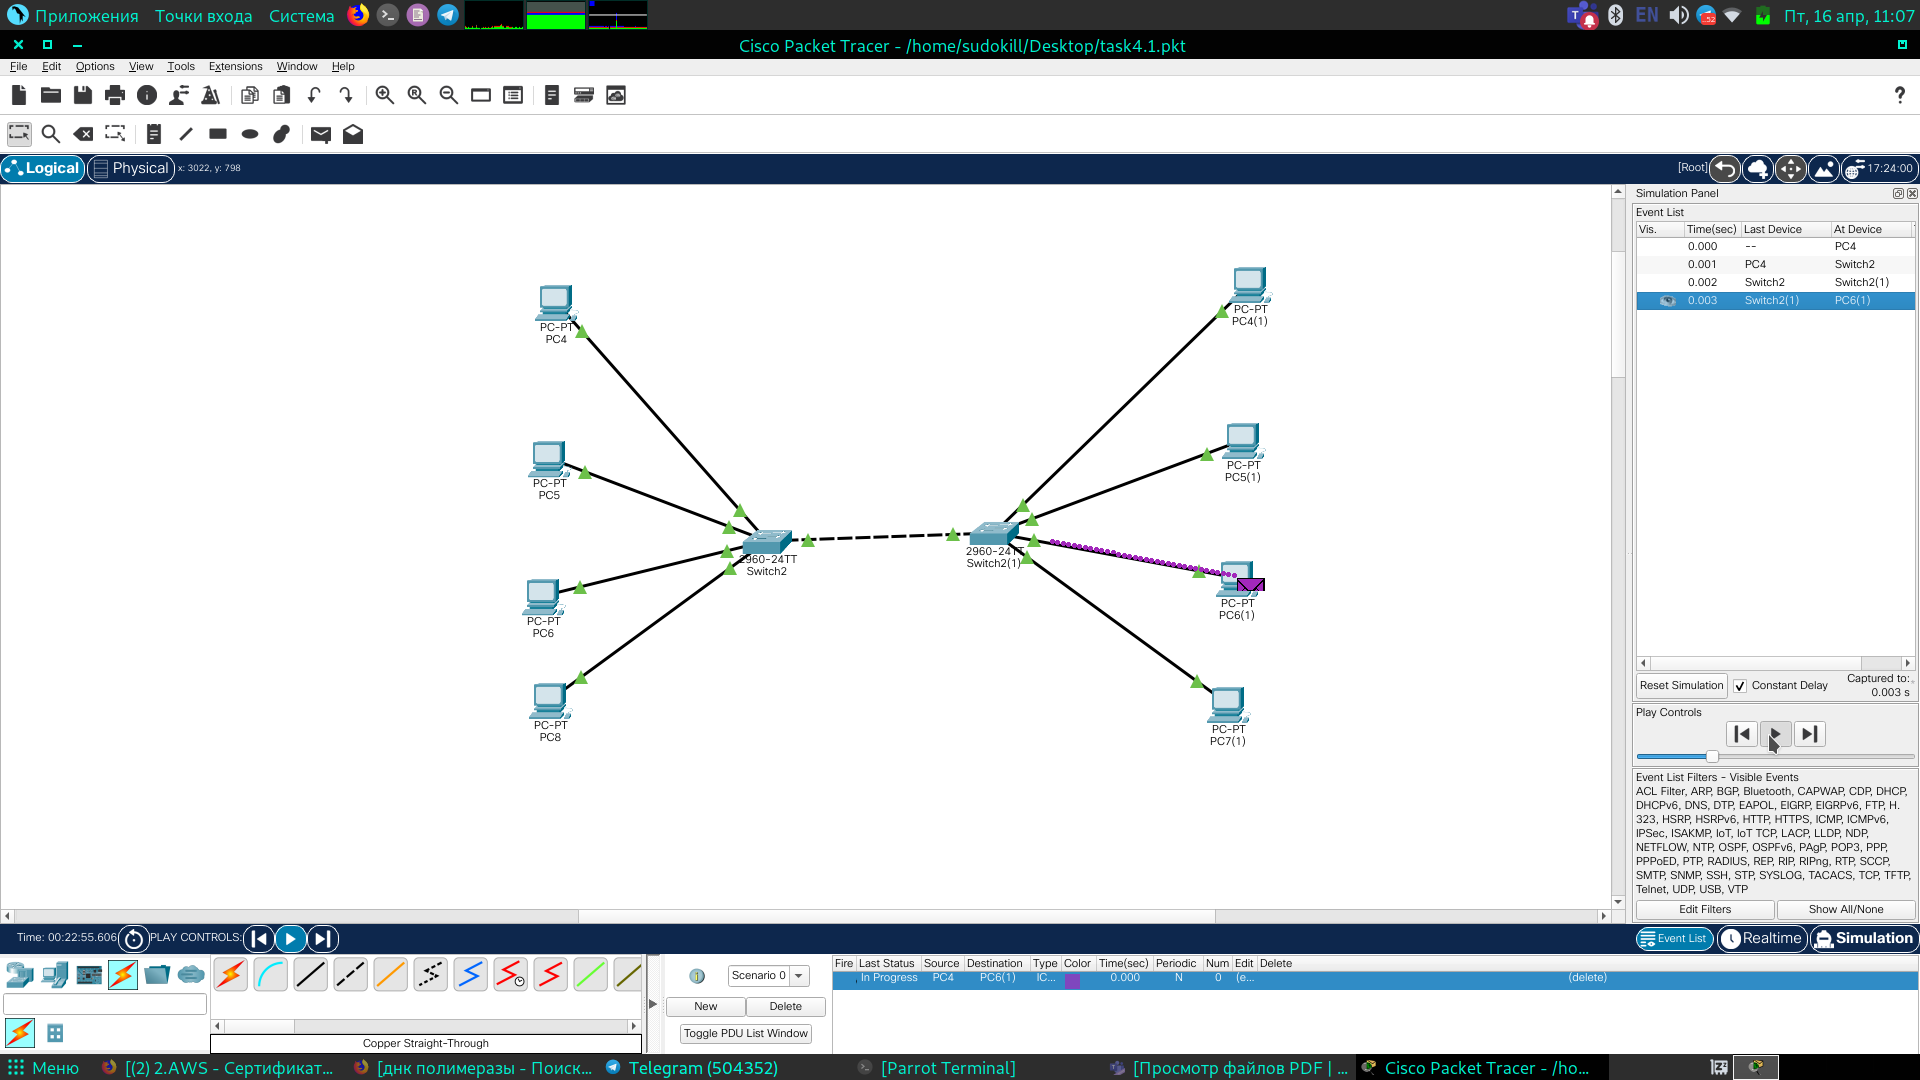 Приложения Точки входа Система EN 52 Пт, 16 апр, 11:07
Cisco Packet Tracer - /home/sudokill/Desktop/task4.1.pkt
File Edit Options View Tools Extensions Window Help
Logical Physical x: 3022, y: 798 [Root] 17:24:00
Simulation Panel
Event List
Vis. Time(sec) Last Device At Device
0.000 -- PC4
0.001 PC4 Switch2
0.002 Switch2 Switch2(1)
0.003 Switch2(1) PC6(1)
PC-PT
PC4
PC-PT
PC4(1)
PC-PT
PC5
PC-PT
PC5(1)
2960-24TT
Switch2
2960-24TT
Switch2(1)
PC-PT
PC6
PC-PT
PC6(1)
PC-PT
PC8
PC-PT
PC7(1)
Reset Simulation Constant Delay Captured to:
0.003 s
Play Controls
Event List Filters - Visible Events
ACL Filter, ARP, BGP, Bluetooth, CAPWAP, CDP, DHCP,
DHCPv6, DNS, DTP, EAPOL, EIGRP, EIGRPv6, FTP, H.
323, HSRP, HSRPv6, HTTP, HTTPS, ICMP, ICMPv6,
IPSec, ISAKMP, IoT, IoT TCP, LACP, LLDP, NDP,
NETFLOW, NTP, OSPF, OSPFv6, PAgP, POP3, PPP,
PPPoED, PTP, RADIUS, REP, RIP, RIPng, RTP, SCCP,
SMTP, SNMP, SSH, STP, SYSLOG, TACACS, TCP, TFTP,
Telnet, UDP, USB, VTP
Edit Filters Show All/None
Time: 00:22:55.606 PLAY CONTROLS: Event List Realtime Simulation
Scenario 0
New Delete
Toggle PDU List Window
Copper Straight-Through
Fire Last Status Source Destination Type Color Time(sec) Periodic Num Edit Delete
In Progress PC4 PC6(1) IC... 0.000 N 0 (e... (delete)
Меню [(2) 2.AWS - Сертификат... [днк полимеразы - Поиск... Telegram (504352) [Parrot Terminal] [Просмотр файлов PDF | ... Cisco Packet Tracer - /ho...